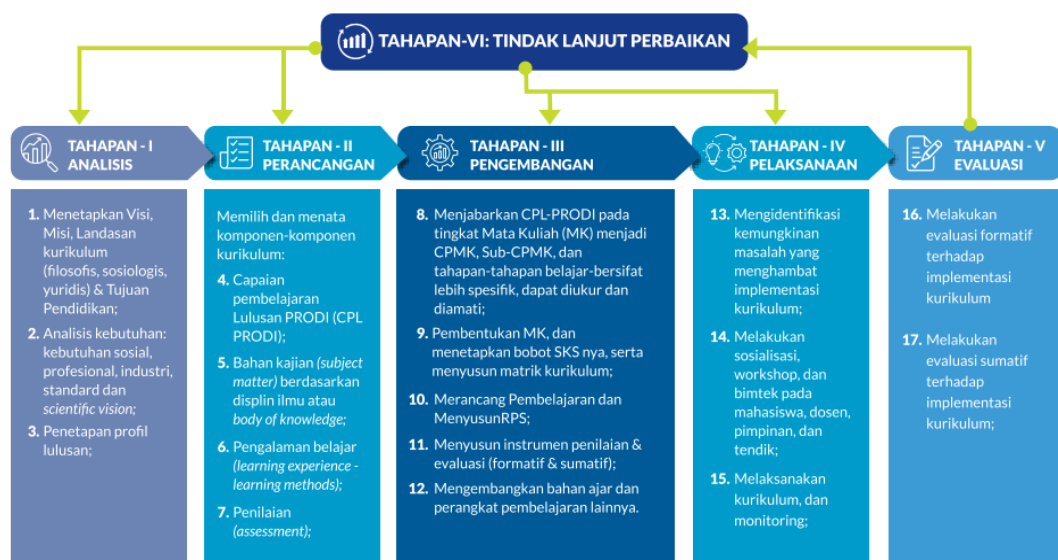 TAHAPAN-VI: TINDAK LANJUT PERBAIKAN
TAHAPAN - I
ANALISIS
1. Menetapkan Visi,
Misi, Landasan
kurikulum
(filosofis, sosiologis,
yuridis) & Tujuan
Pendidikan;
2. Analisis kebutuhan:
kebutuhan sosial,
profesional, industri,
standard dan
scientific vision;
3. Penetapan profil
lulusan;
TAHAPAN - II
PERANCANGAN
Memilih dan menata
komponen-komponen
kurikulum:
4. Capaian
pembelajaran
Lulusan PRODI (CPL
PRODI);
5. Bahan kajian (subject
matter) berdasarkan
displin ilmu atau
body of knowledge;
6. Pengalaman belajar
(learning experience -
learning methods);
7. Penilaian
(assessment);
TAHAPAN - III
PENGEMBANGAN
8. Menjabarkan CPL-PRODI pada
tingkat Mata Kuliah (MK) menjadi
CPMK, Sub-CPMK, dan
tahapan-tahapan belajar-bersifat
lebih spesifik, dapat diukur dan
diamati;
9. Pembentukan MK, dan
menetapkan bobot SKS nya, serta
menyusun matrik kurikulum;
10. Merancang Pembelajaran dan
MenyusunRPS;
11. Menyusun instrumen penilaian &
evaluasi (formatif & sumatif);
12. Mengembangkan bahan ajar dan
perangkat pembelajaran lainnya.
TAHAPAN - IV
PELAKSANAAN
13. Mengidentifikasi
kemungkinan
masalah yang
menghambat
implementasi
kurikulum;
14. Melakukan
sosialisasi,
workshop, dan
bimtek pada
mahasiswa, dosen,
pimpinan, dan
tendik;
15. Melaksanakan
kurikulum, dan
monitoring;
TAHAPAN - V
EVALUASI
16. Melakukan
evaluasi formatif
terhadap
implementasi
kurikulum
17. Melakukan
evaluasi sumatif
terhadap
implementasi
kurikulum;